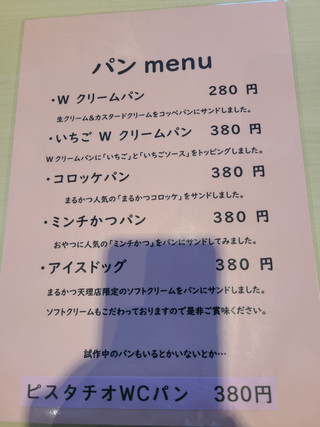 パン menu
・W クリームパン 280 円
生クリーム&カスタードクリームをコッペパンにサンドしました。
・いちご W クリームパン 380 円
W クリームパンに「いちご」と「いちごソース」をトッピングしました。
・コロッケパン 380 円
まるかつ人気の「まるかつコロッケ」をサンドしました。
・ミンチかつパン 380 円
おやつに人気の「ミンチかつ」をパンにサンドしてみました。
・アイスドッグ 380 円
まるかつ天理店限定のソフトクリームをパンにサンドしました。
ソフトクリームもこだわっておりますので是非ご賞味ください。
試作中のパンもいるとかいないとか…
ピスタチオWCパン 380円